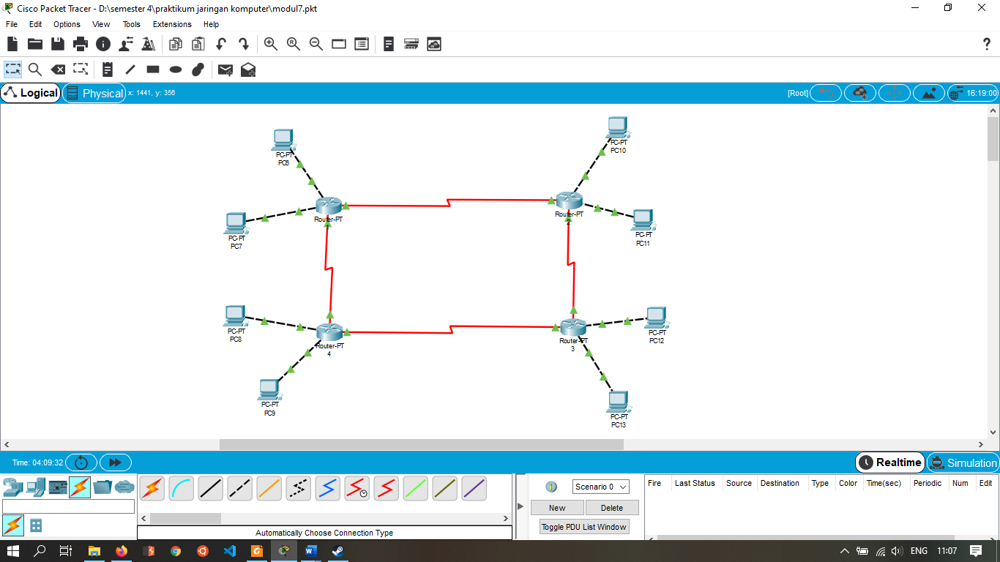 Cisco Packet Tracer - D:\semester 4\praktikum jaringan komputer\modul7.pkt
File Edit Options View Tools Extensions Help
Logical Physical x: 1441, y: 356 [Root] 16:19:00
PC-PT
PC6
PC-PT
PC10
Router-PT
Router-PT
PC-PT
PC7
PC-PT
PC11
PC-PT
PC8
Router-PT
4
Router-PT
3
PC-PT
PC12
PC-PT
PC9
PC-PT
PC13
Time: 04:09:32 Realtime Simulation
Scenario 0
New Delete
Toggle PDU List Window
Fire Last Status Source Destination Type Color Time(sec) Periodic Num Edit
Automatically Choose Connection Type
ENG 11:07